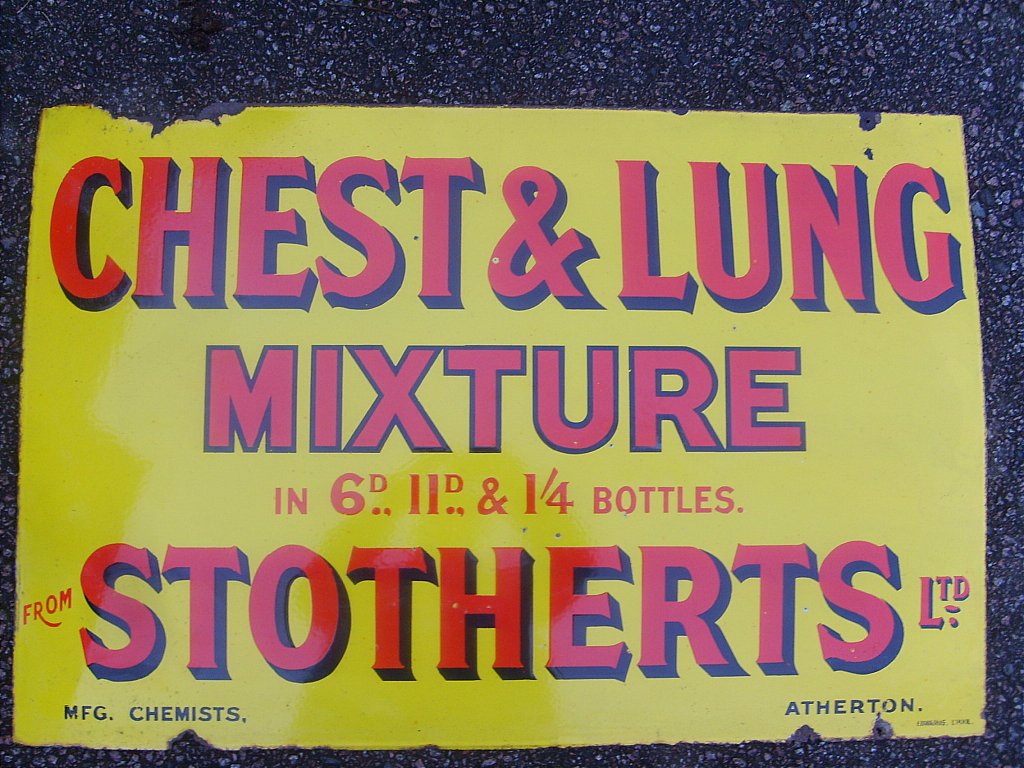 CHEST & LUNG
MIXTURE
IN 6D., 11D., & 1/4 BOTTLES.
FROM STOTHERTS LTD.
MFG. CHEMISTS, ATHERTON.